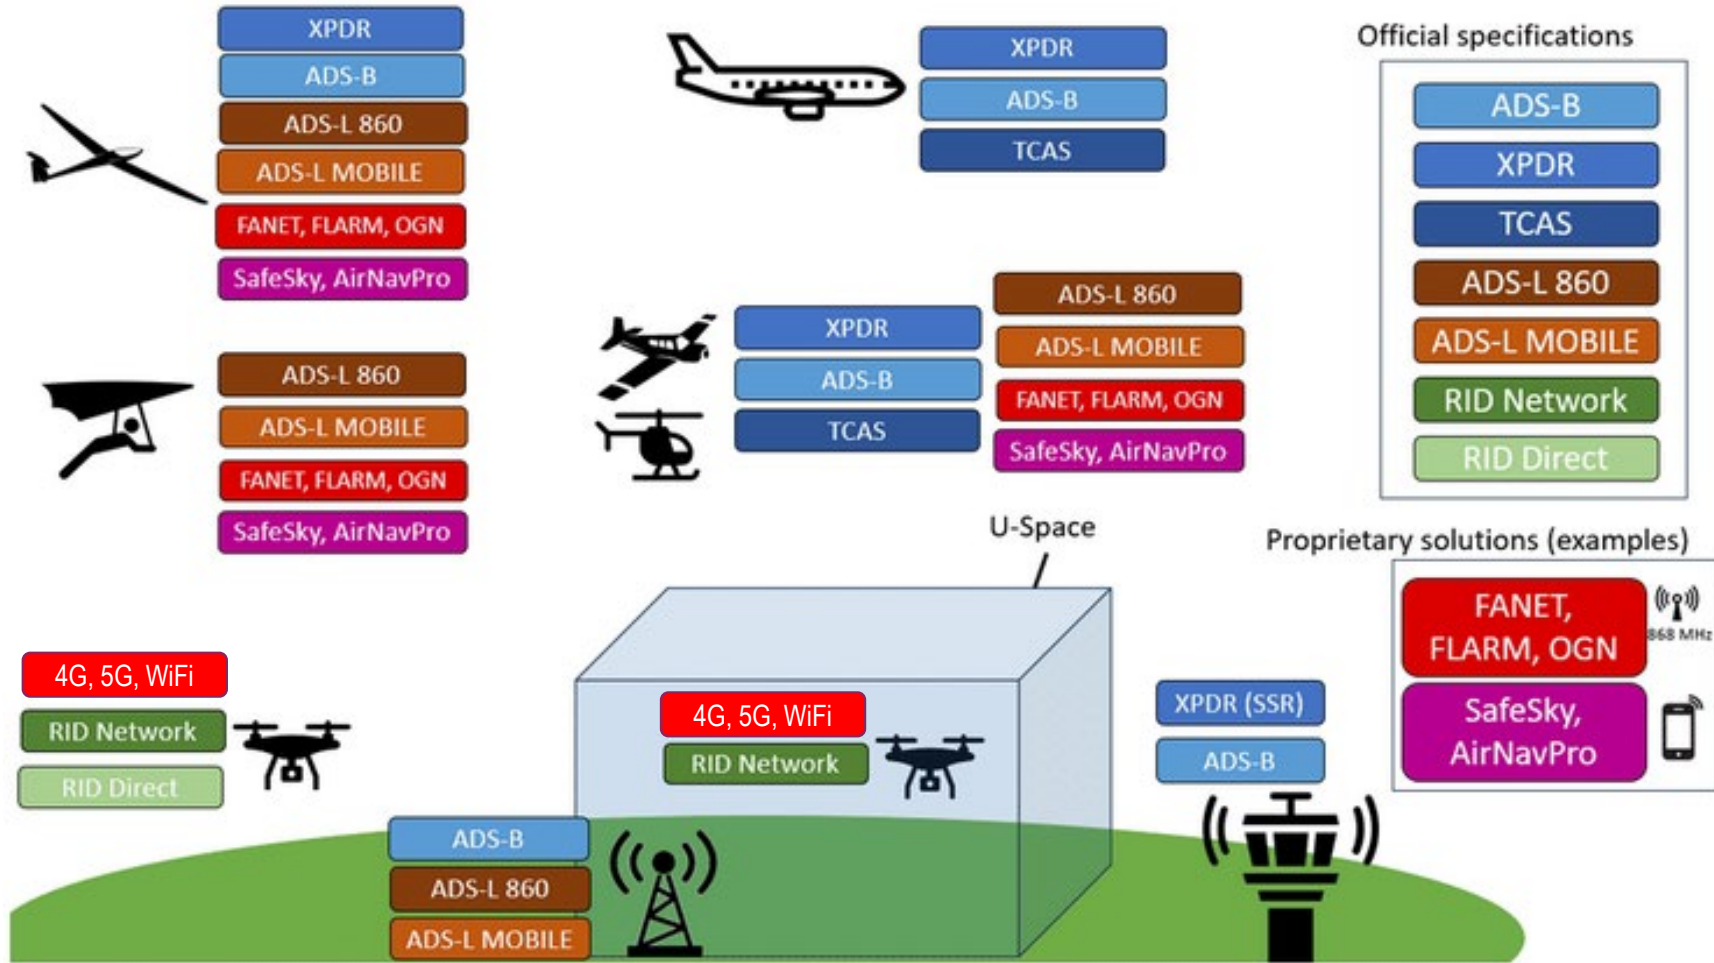 XPDR
ADS-B
ADS-L 860
ADS-L MOBILE
FANET, FLARM, OGN
SafeSky, AirNavPro
XPDR
ADS-B
TCAS
Official specifications
ADS-B
XPDR
TCAS
ADS-L 860
ADS-L MOBILE
RID Network
RID Direct
ADS-L 860
ADS-L MOBILE
FANET, FLARM, OGN
SafeSky, AirNavPro
XPDR
ADS-B
TCAS
ADS-L 860
ADS-L MOBILE
FANET, FLARM, OGN
SafeSky, AirNavPro
U-Space
Proprietary solutions (examples)
FANET,
FLARM, OGN
868 MHz
SafeSky,
AirNavPro
4G, 5G, WiFi
RID Network
RID Direct
4G, 5G, WiFi
RID Network
XPDR (SSR)
ADS-B
ADS-B
ADS-L 860
ADS-L MOBILE